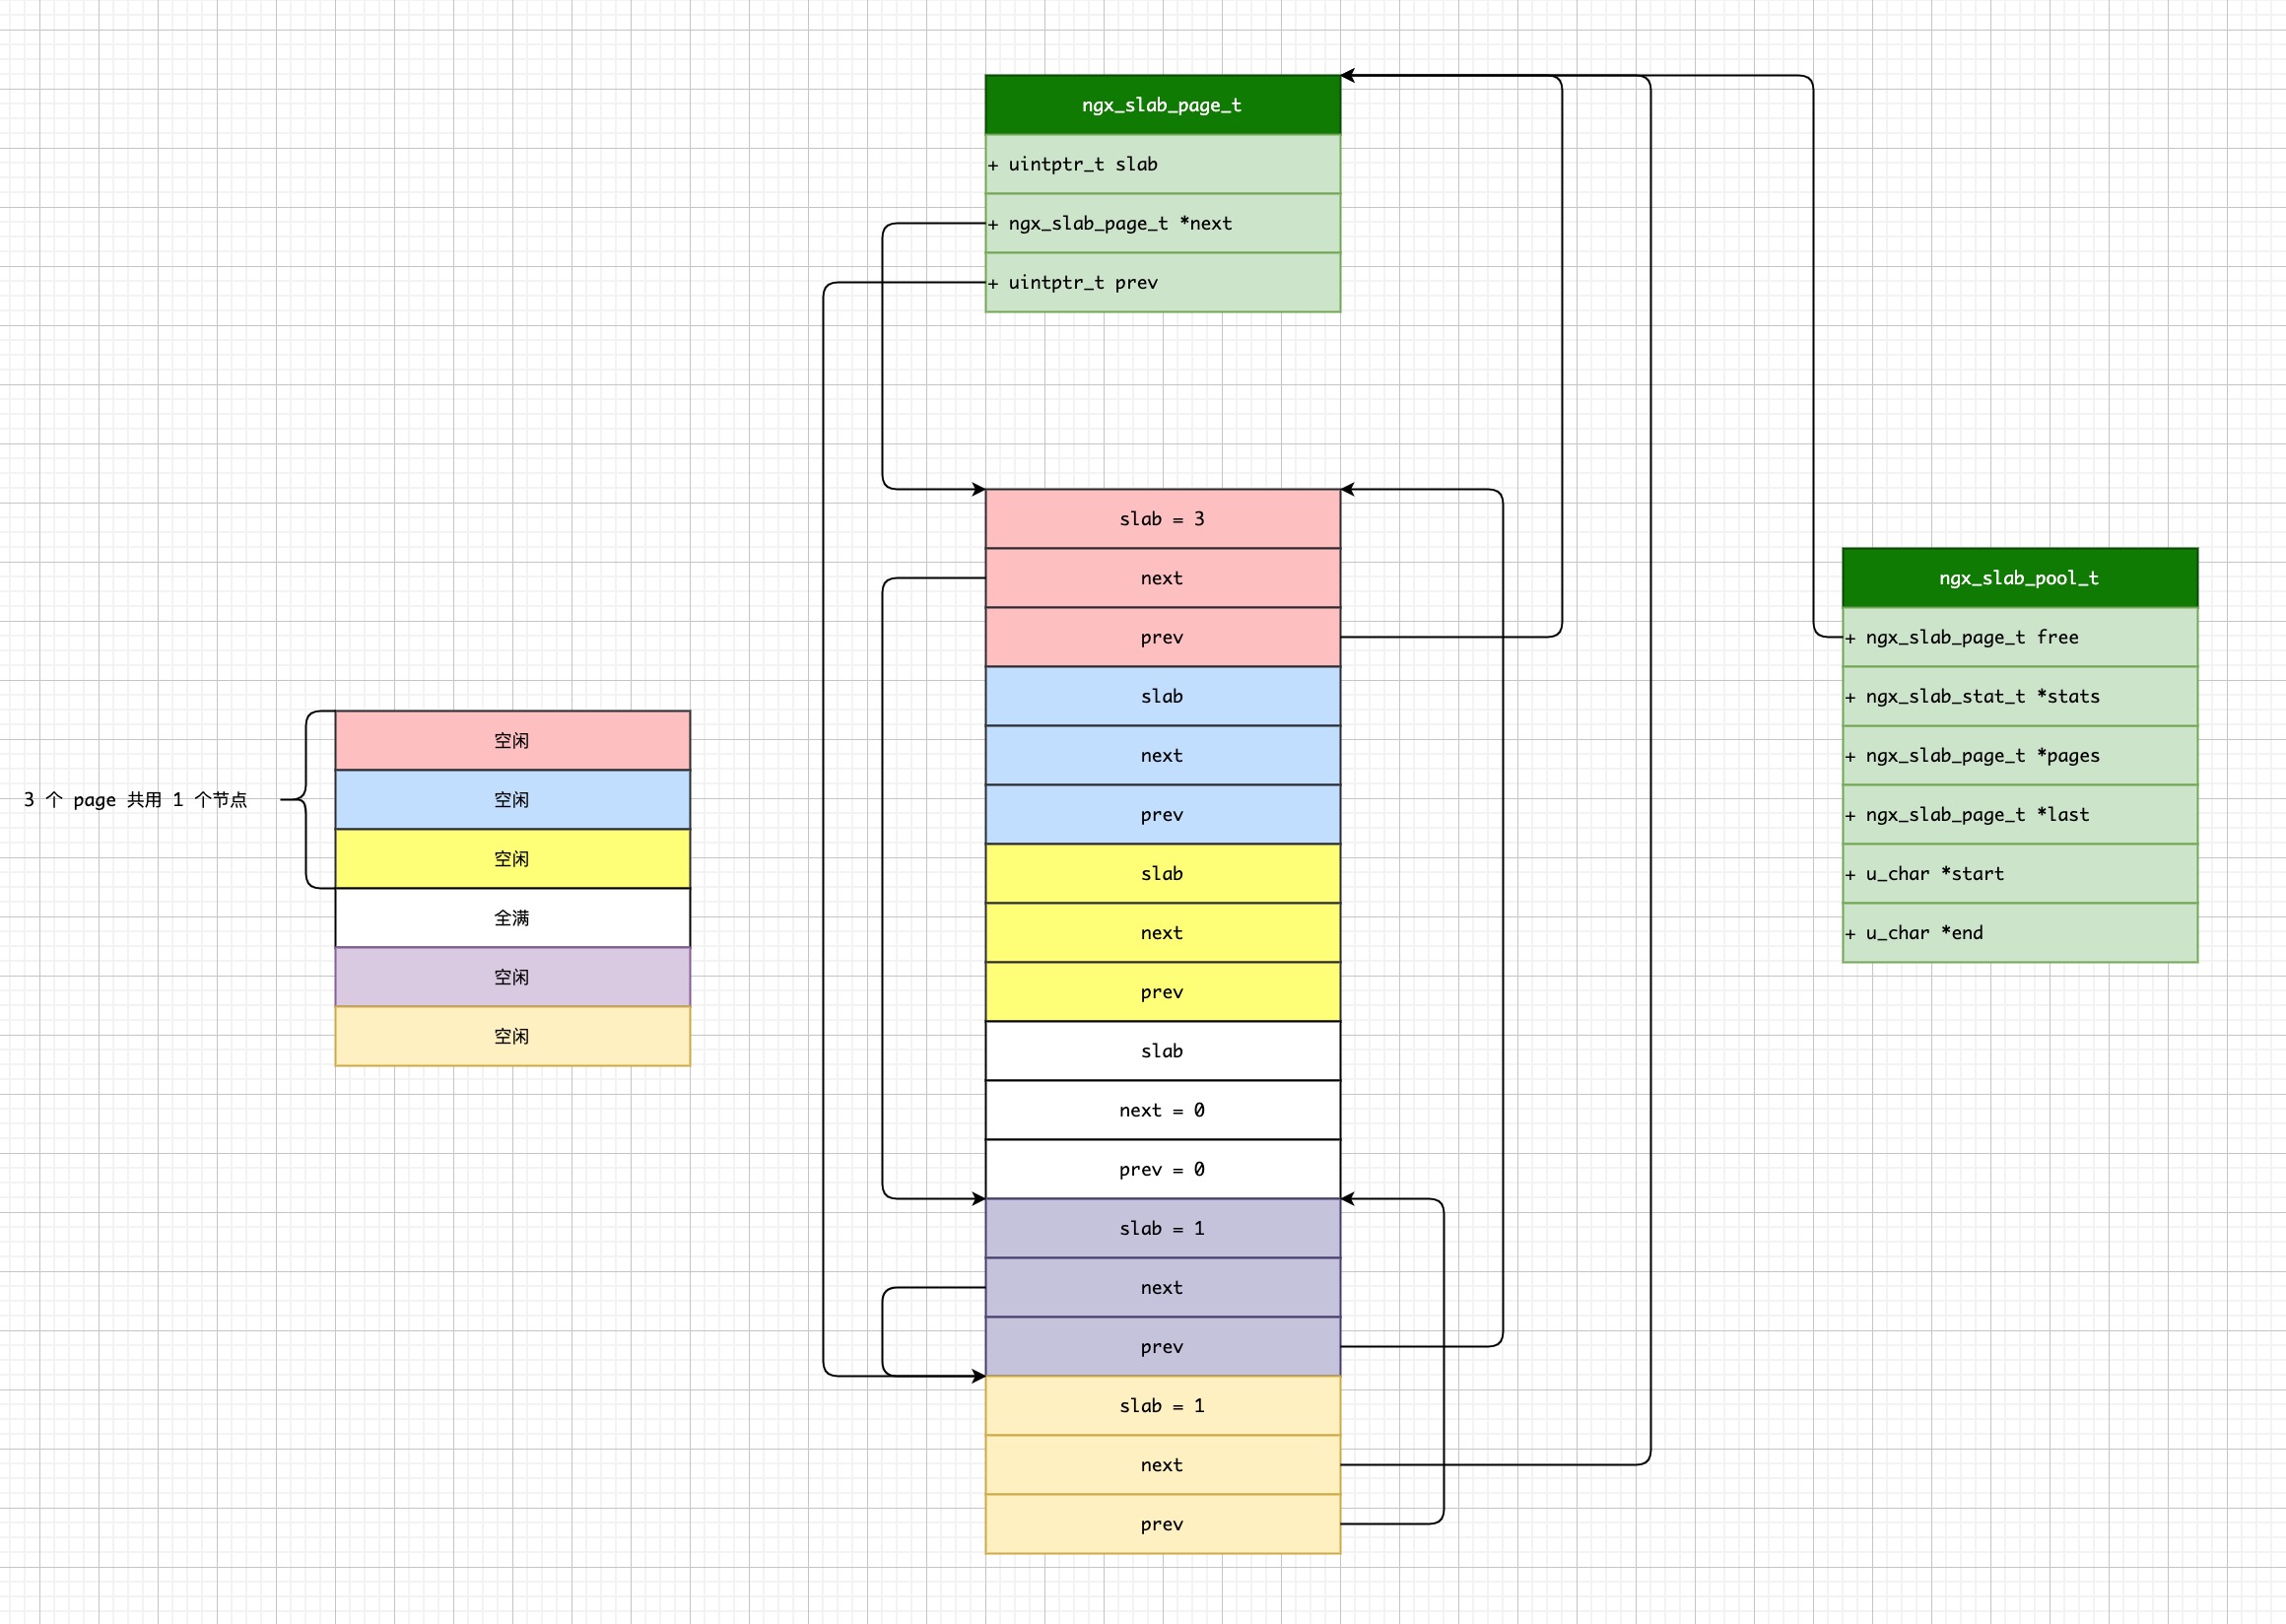 ngx_slab_page_t
+ uintptr_t slab
+ ngx_slab_page_t *next
+ uintptr_t prev
3 个 page 共用 1 个节点
空闲
空闲
空闲
全满
空闲
空闲
slab = 3
next
prev
slab
next
prev
slab
next
prev
slab
next = 0
prev = 0
slab = 1
next
prev
slab = 1
next
prev
ngx_slab_pool_t
+ ngx_slab_page_t free
+ ngx_slab_stat_t *stats
+ ngx_slab_page_t *pages
+ ngx_slab_page_t *last
+ u_char *start
+ u_char *end